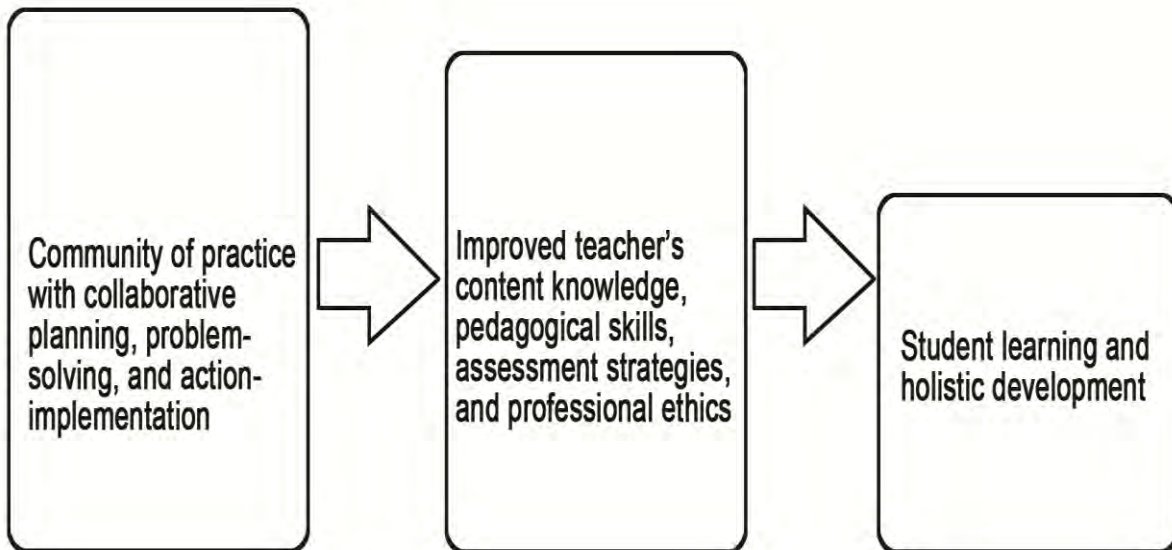 Community of practice
with collaborative
planning, problem-
solving, and action-
implementation
Improved teacher's
content knowledge,
pedagogical skills,
assessment strategies,
and professional ethics
Student learning and
holistic development